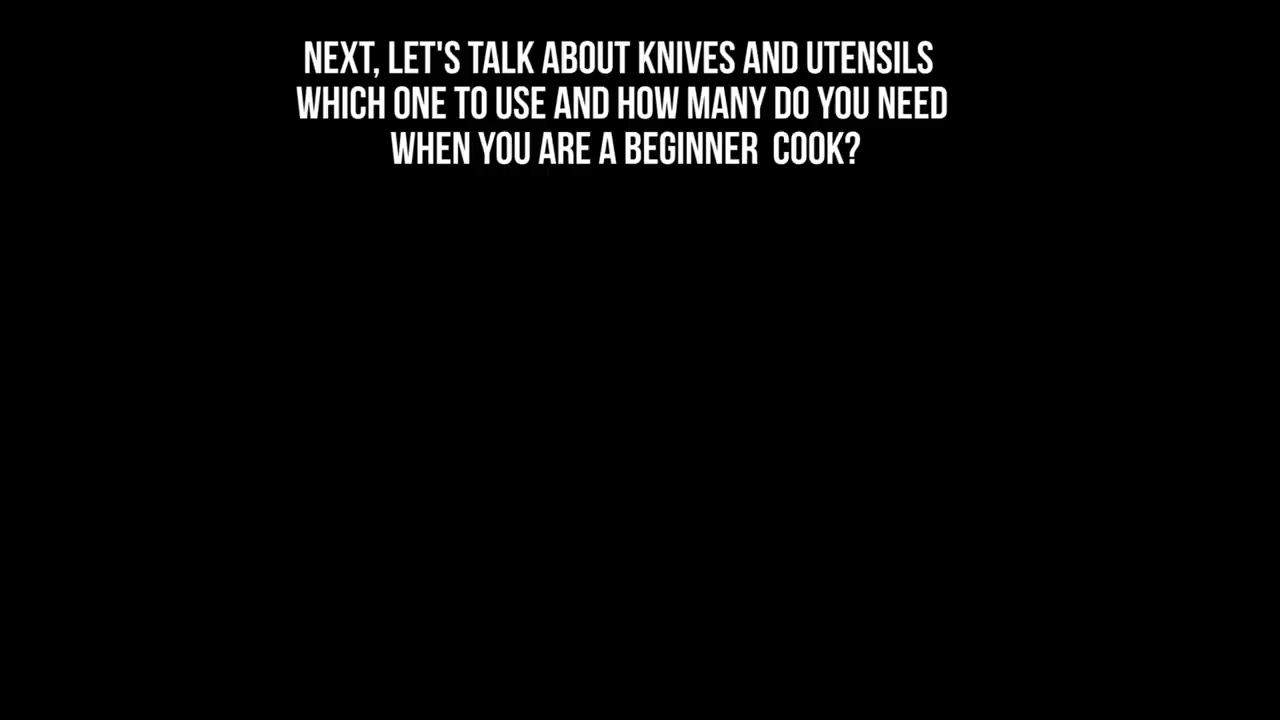 NEXT, LET'S TALK ABOUT KNIVES AND UTENSILS
WHICH ONE TO USE AND HOW MANY DO YOU NEED
WHEN YOU ARE A BEGINNER COOK?